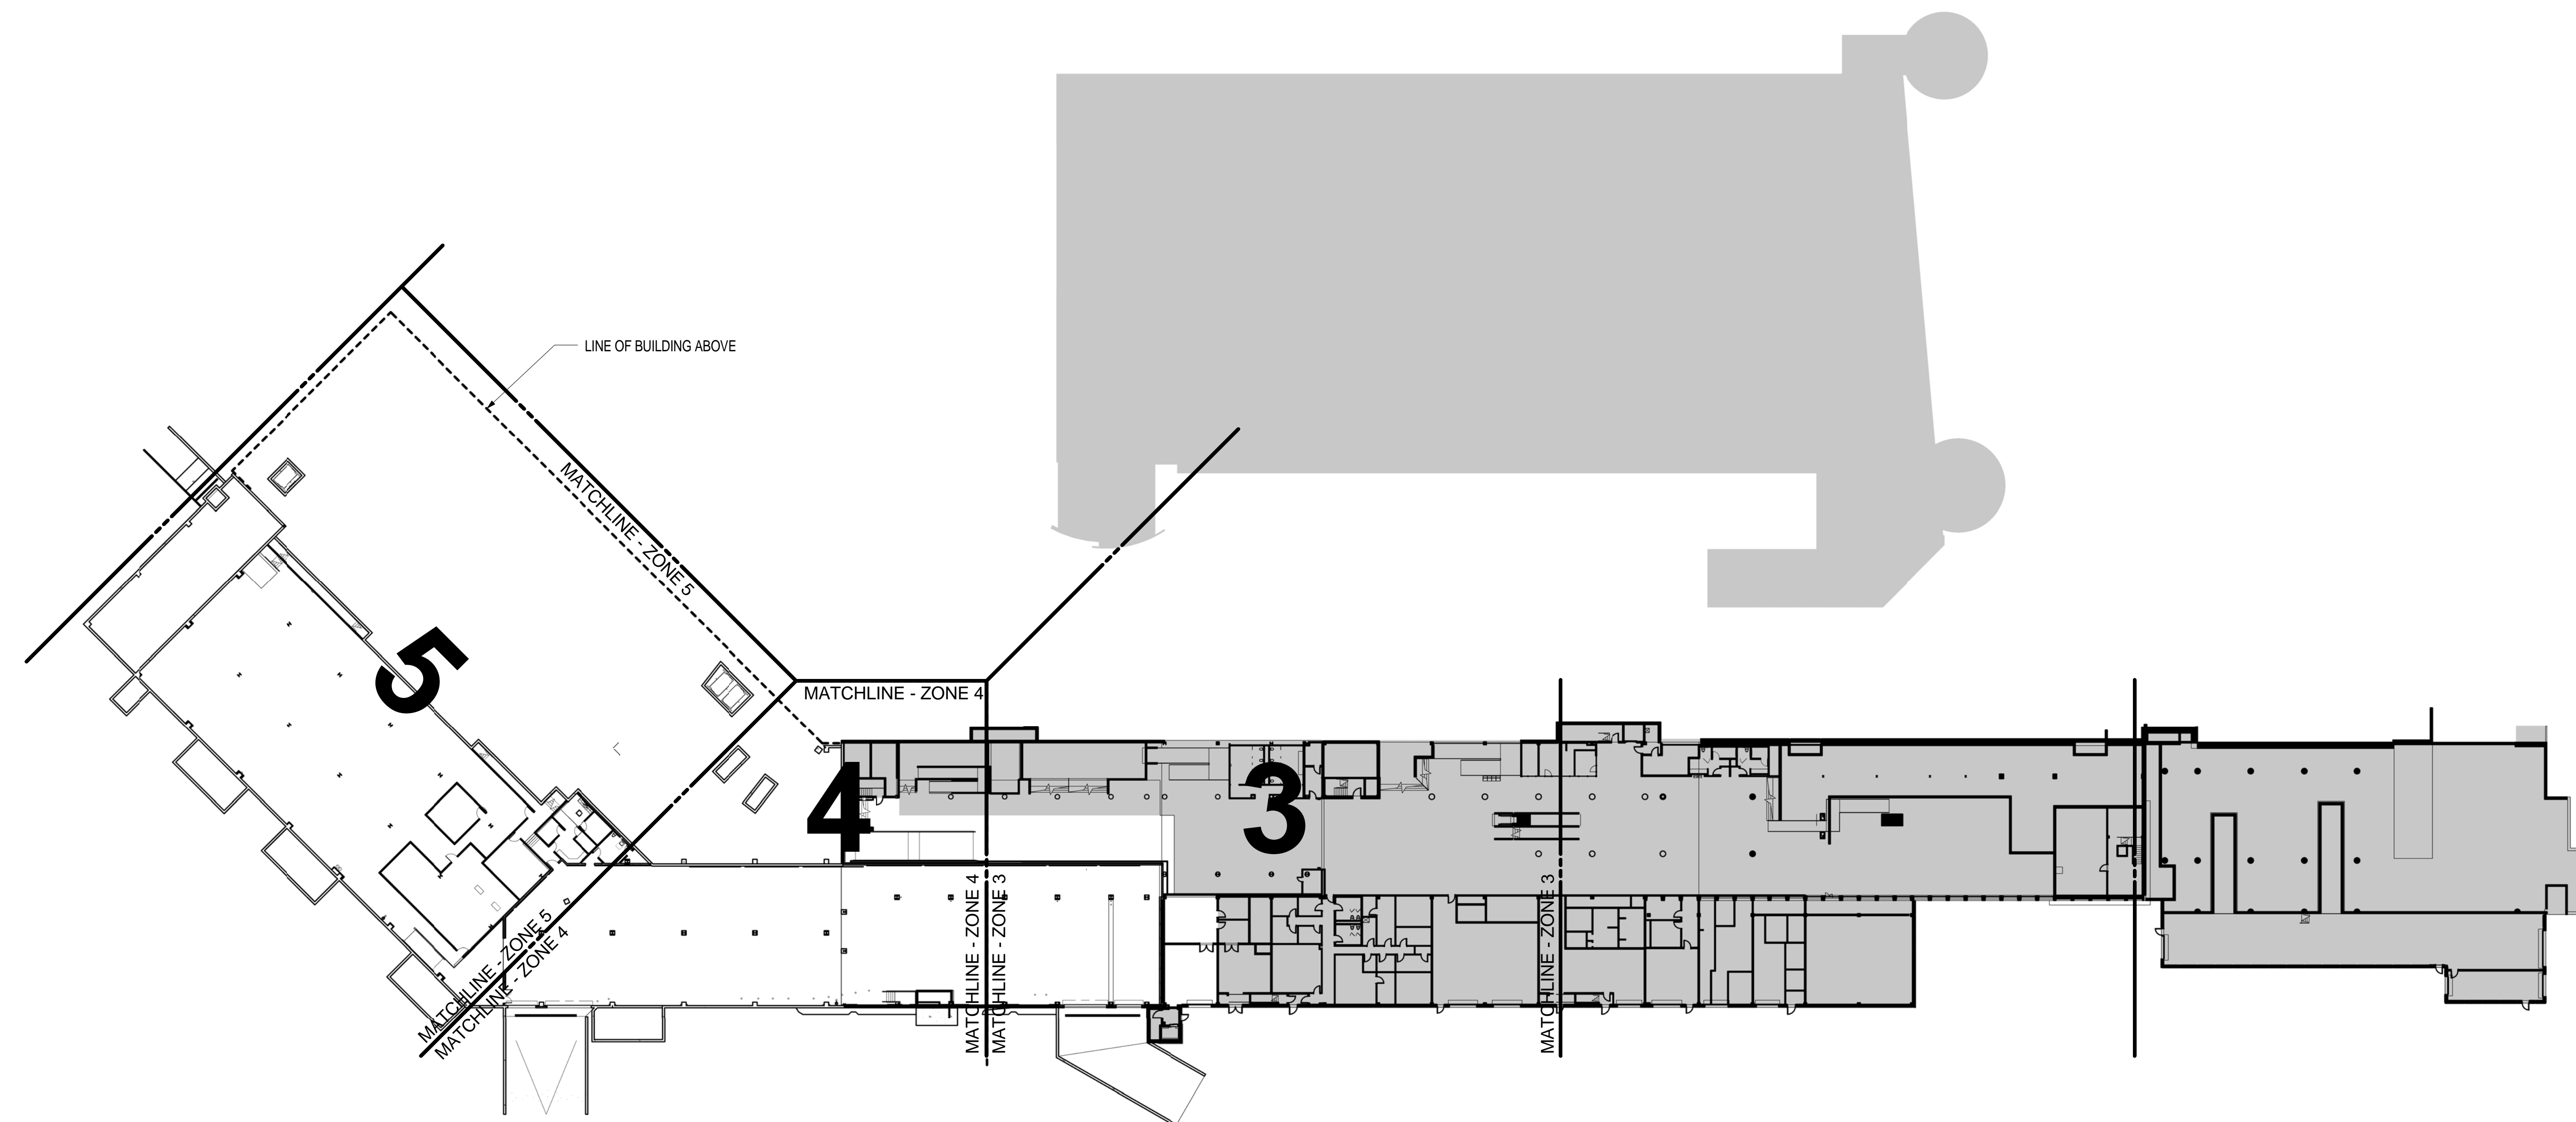 LINE OF BUILDING ABOVE
MATCHLINE - ZONE 5
5
MATCHLINE - ZONE 4
4
3
MATCHLINE - ZONE 5
MATCHLINE - ZONE 4
MATCHLINE - ZONE 4
MATCHLINE - ZONE 3
MATCHLINE - ZONE 3